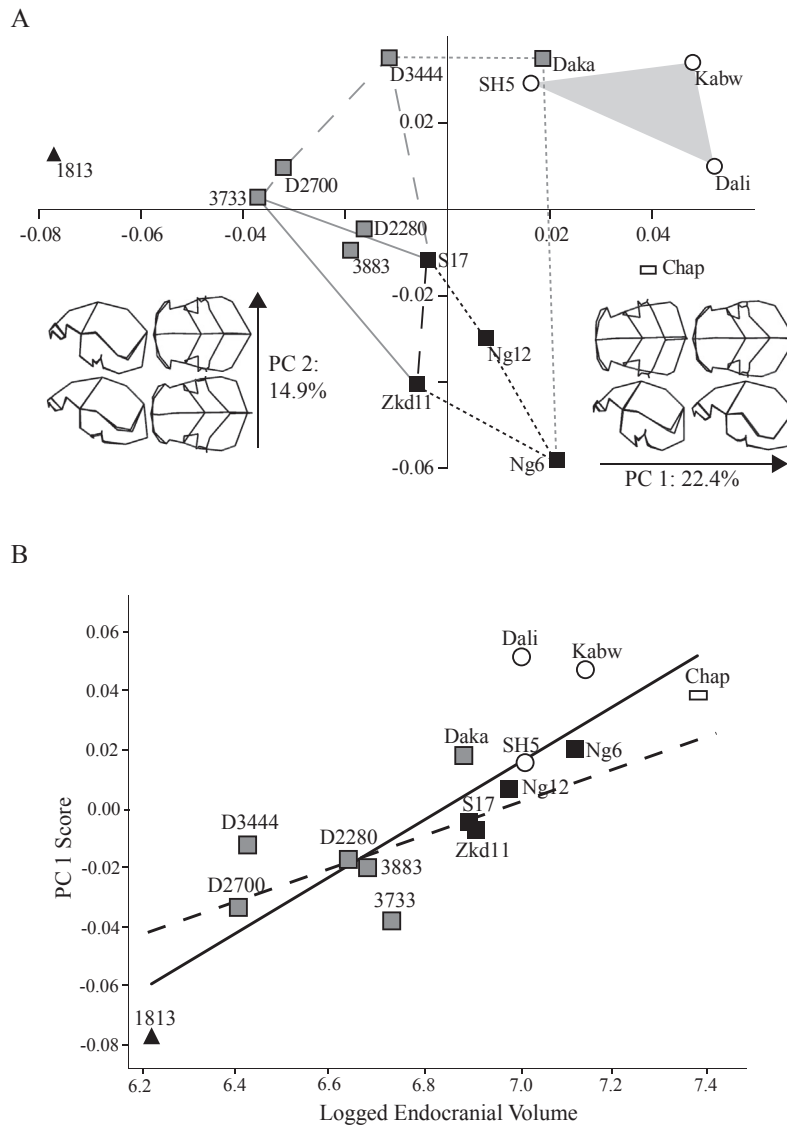 A
D3444
Daka
SH5
Kabw
0.02
1813
D2700
Dali
3733
-0.08
-0.06
-0.04
0.02
0.04
D2280
3883
S17
Chap
-0.02
Ng12
PC 2:
14.9%
Zkd11
Ng6
-0.06
PC 1: 22.4%
B
0.06
Dali
Kabw
0.04
Chap
Daka
SH5
0.02
Ng6
Ng12
0.00
S17
D3444
D2280
Zkd11
-0.02
3883
D2700
3733
-0.04
-0.06
1813
-0.08
PC 1 Score
6.2
6.4
6.6
6.8
7.0
7.2
7.4
Logged Endocranial Volume